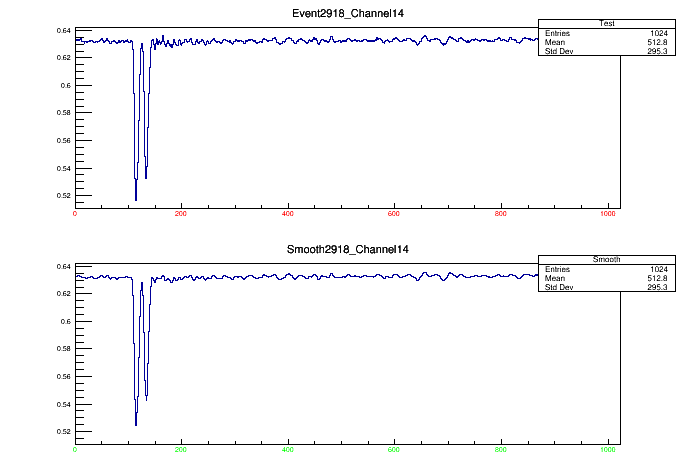 Event2918_Channel14
Test
Entries 1024
Mean 512.8
Std Dev 295.3
0.64
0.62
0.6
0.58
0.56
0.54
0.52
0 200 400 600 800 1000
Smooth2918_Channel14
Smooth
Entries 1024
Mean 512.8
Std Dev 295.3
0.64
0.62
0.6
0.58
0.56
0.54
0.52
0 200 400 600 800 1000